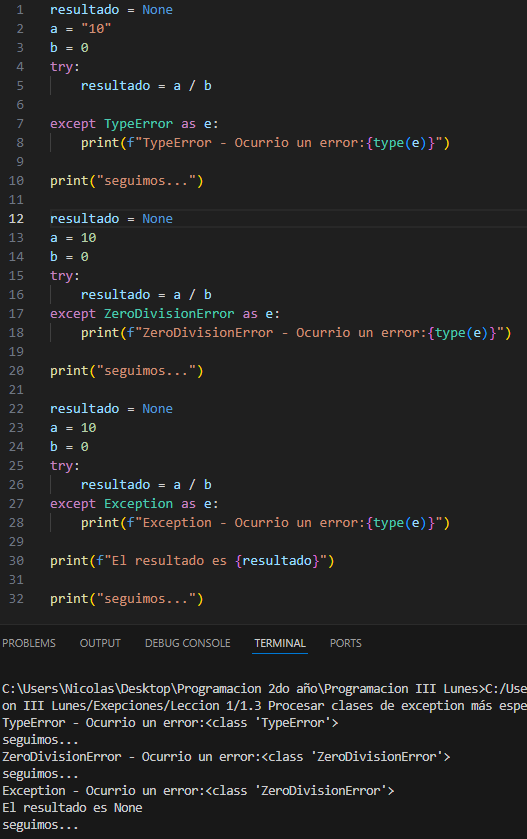 1 resultado = None
2 a = "10"
3 b = 0
4 try:
5 resultado = a / b
6
7 except TypeError as e:
8 print(f"TypeError - Ocurrio un error:{type(e)}")
9
10 print("seguimos...")
11
12 resultado = None
13 a = 10
14 b = 0
15 try:
16 resultado = a / b
17 except ZeroDivisionError as e:
18 print(f"ZeroDivisionError - Ocurrio un error:{type(e)}")
19
20 print("seguimos...")
21
22 resultado = None
23 a = 10
24 b = 0
25 try:
26 resultado = a / b
27 except Exception as e:
28 print(f"Exception - Ocurrio un error:{type(e)}")
29
30 print(f"El resultado es {resultado}")
31
32 print("seguimos...")
PROBLEMS OUTPUT DEBUG CONSOLE TERMINAL PORTS
C:\Users\Nicolas\Desktop\Programacion 2do año\Programacion III Lunes>C:/Use
on III Lunes/Exepciones/Leccion 1/1.3 Procesar clases de exception más espe
TypeError - Ocurrio un error:<class 'TypeError'>
seguimos...
ZeroDivisionError - Ocurrio un error:<class 'ZeroDivisionError'>
seguimos...
Exception - Ocurrio un error:<class 'ZeroDivisionError'>
El resultado es None
seguimos...